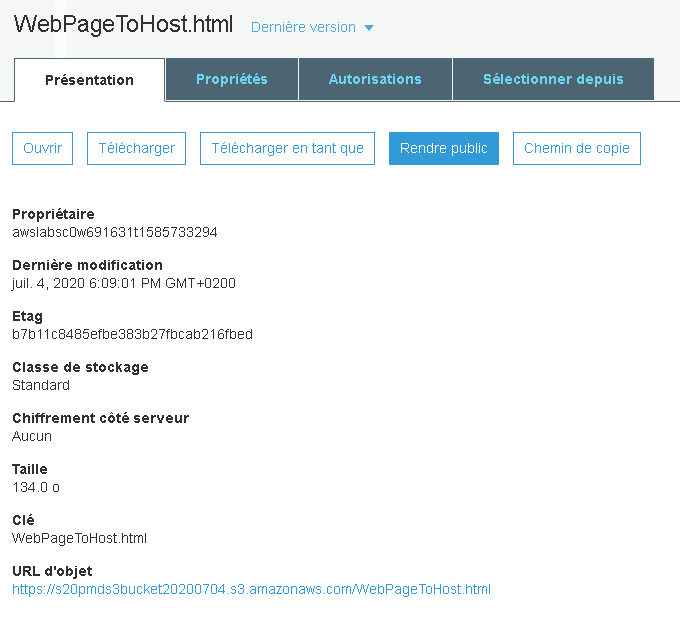 WebPageToHost.html Dernière version
Présentation Propriétés Autorisations Sélectionner depuis
Ouvrir Télécharger Télécharger en tant que Rendre public Chemin de copie
Propriétaire
awslabsc0w691631t1585733294
Dernière modification
juil. 4, 2020 6:09:01 PM GMT+0200
Etag
b7b11c8485efbe383b27fbcab216fbed
Classe de stockage
Standard
Chiffrement côté serveur
Aucun
Taille
134.0 o
Clé
WebPageToHost.html
URL d'objet
https://s20pmds3bucket20200704.s3.amazonaws.com/WebPageToHost.html